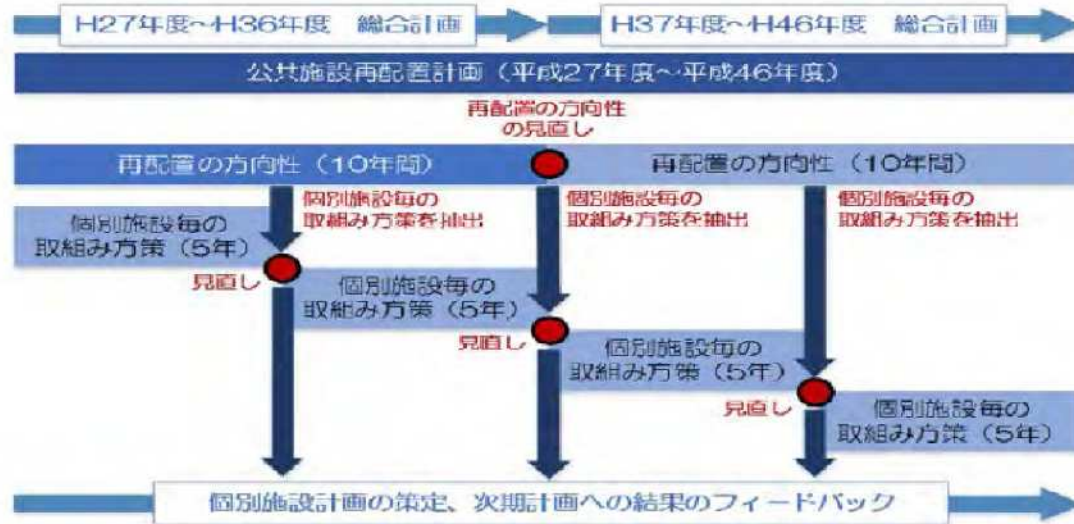 H27年度～H36年度　総合計画
H37年度～H46年度　総合計画
公共施設再配置計画（平成27年度～平成46年度）
再配置の方向性
の見直し
再配置の方向性（10年間）
再配置の方向性（10年間）
個別施設毎の
取組み方策を抽出
個別施設毎の
取組み方策を抽出
個別施設毎の
取組み方策を抽出
個別施設毎の
取組み方策（5年）
見直し
個別施設毎の
取組み方策（5年）
見直し
個別施設毎の
取組み方策（5年）
見直し
個別施設毎の
取組み方策（5年）
個別施設計画の策定、次期計画への結果のフィードバック